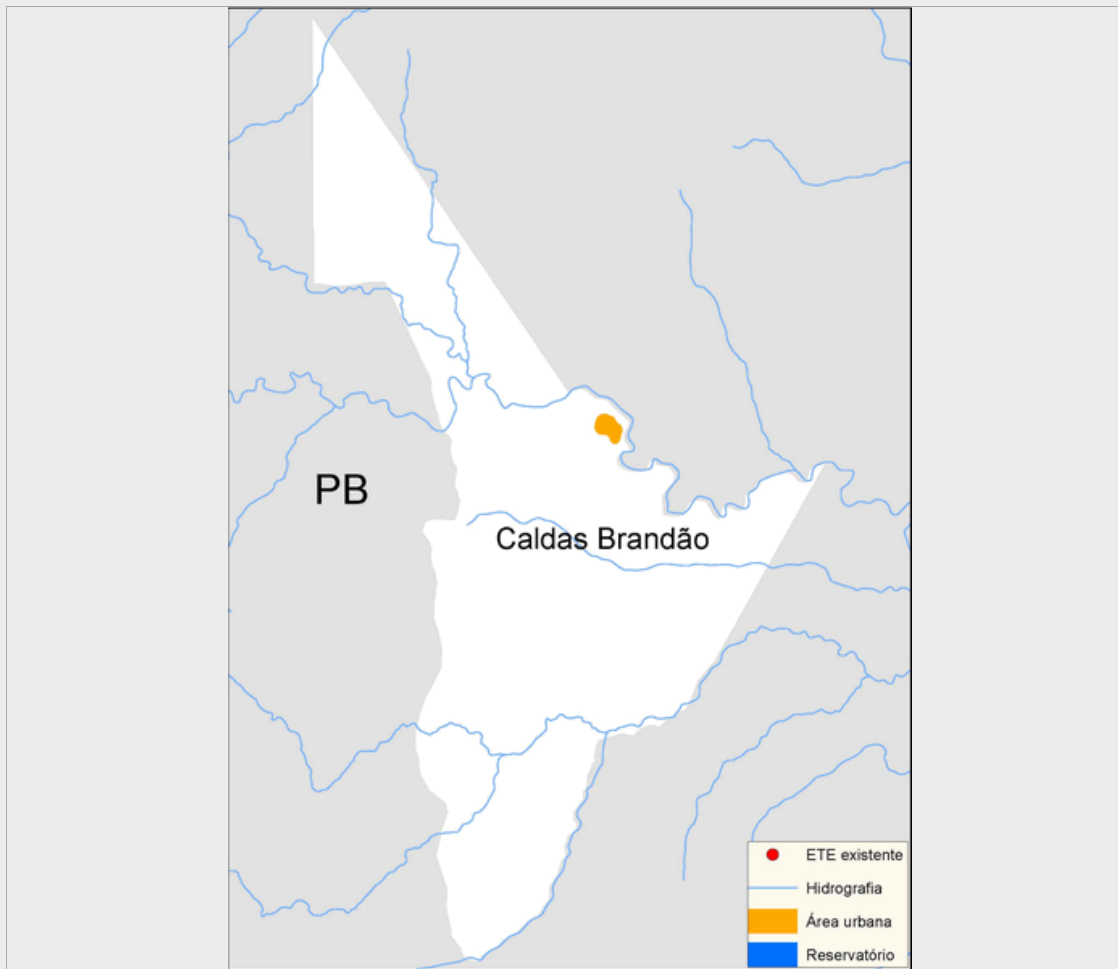 PB
Caldas Brandão
ETE existente
Hidrografia
Área urbana
Reservatório